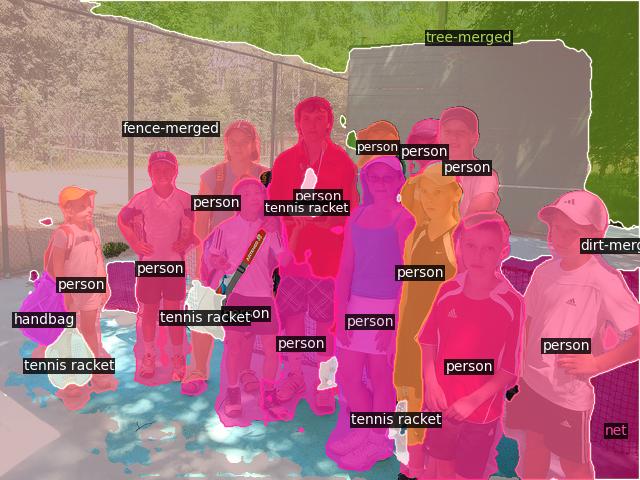 tree-merged
fence-merged
person
person
person
person
person
tennis racket
dirt-merg
person
person
person
handbag
tennis racket
on
person
person
person
tennis racket
person
tennis racket
net